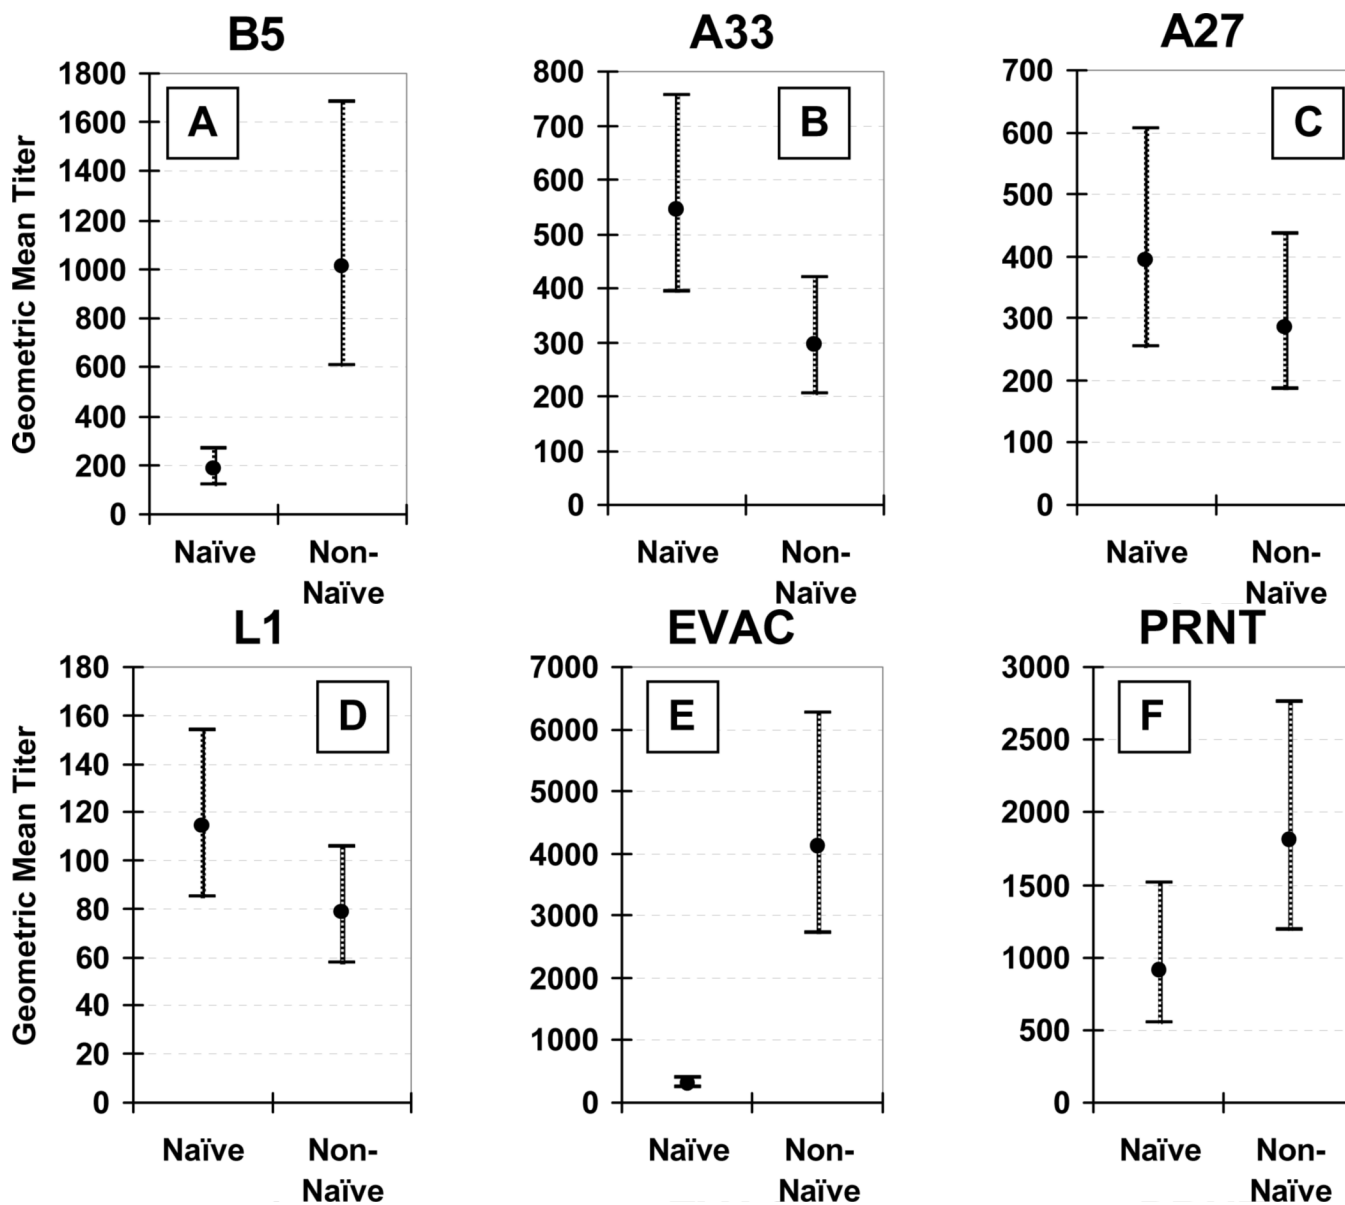 B5
A33
A27
Geometric Mean Titer
1800
1600
1400
1200
1000
800
600
400
200
0
A
Naïve
Non-
Naïve
800
700
600
500
400
300
200
100
0
B
Naïve
Non-
Naïve
700
600
500
400
300
200
100
0
C
Naïve
Non-
Naïve
L1
EVAC
PRNT
Geometric Mean Titer
180
160
140
120
100
80
60
40
20
0
D
Naïve
Non-
Naïve
7000
6000
5000
4000
3000
2000
1000
0
E
Naïve
Non-
Naïve
3000
2500
2000
1500
1000
500
0
F
Naïve
Non-
Naïve